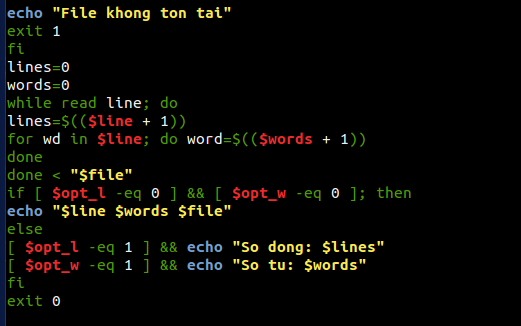 echo "File khong ton tai"
exit 1
fi
lines=0
words=0
while read line; do
lines=$(($line + 1))
for wd in $line; do word=$(($words + 1))
done
done < "$file"
if [ $opt_l -eq 0 ] && [ $opt_w -eq 0 ]; then
echo "$line $words $file"
else
[ $opt_l -eq 1 ] && echo "So dong: $lines"
[ $opt_w -eq 1 ] && echo "So tu: $words"
fi
exit 0